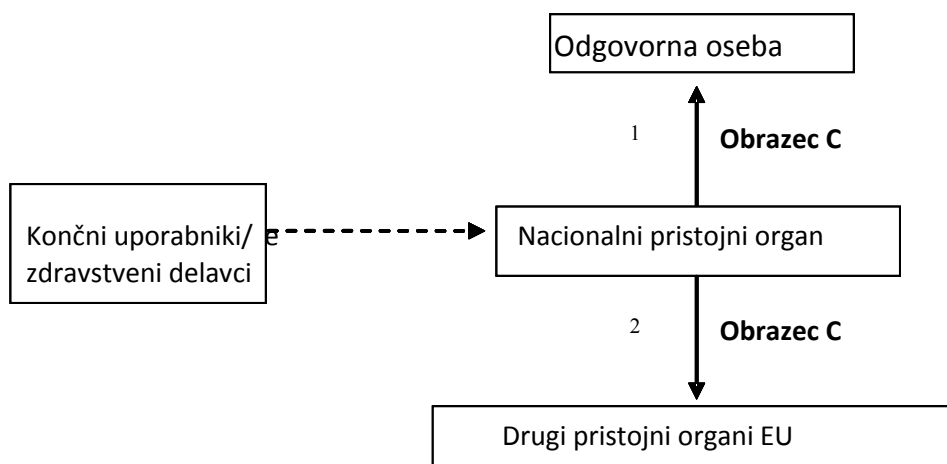 Odgovorna oseba
1
Obrazec C
Končni uporabniki/ e
zdravstveni delavci
Nacionalni pristojni organ
2
Obrazec C
Drugi pristojni organi EU